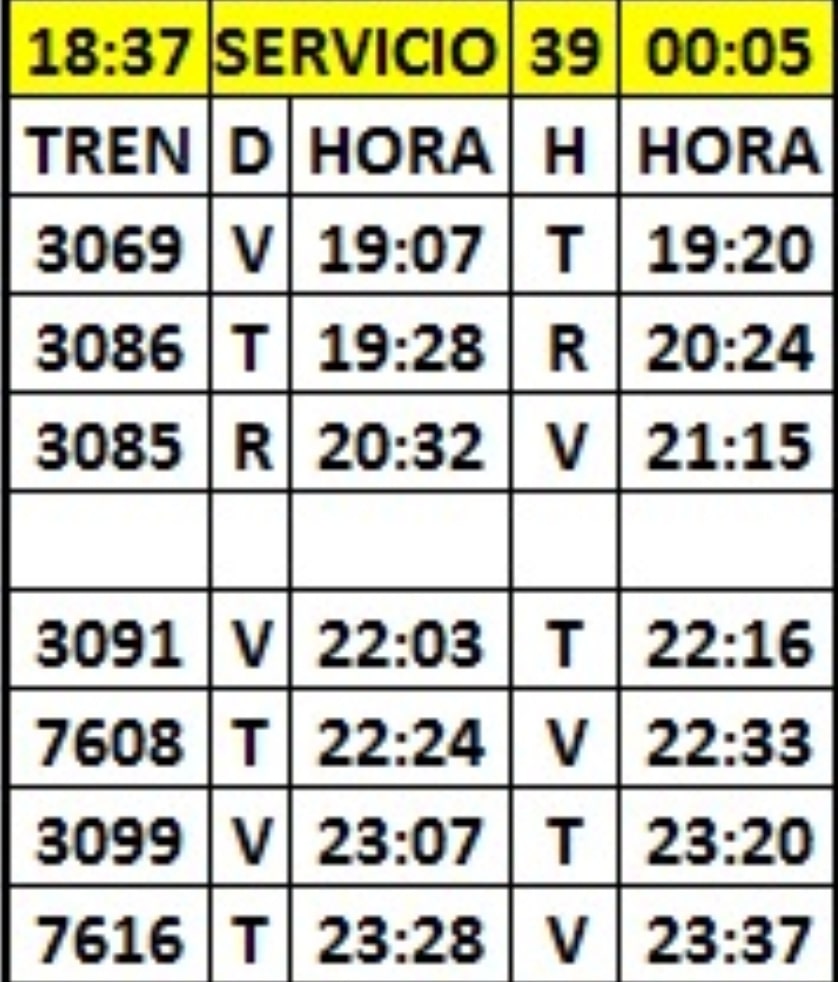 18:37 SERVICIO 39 00:05
TREN D HORA H HORA
3069 V 19:07 T 19:20
3086 T 19:28 R 20:24
3085 R 20:32 V 21:15
3091 V 22:03 T 22:16
7608 T 22:24 V 22:33
3099 V 23:07 T 23:20
7616 T 23:28 V 23:37